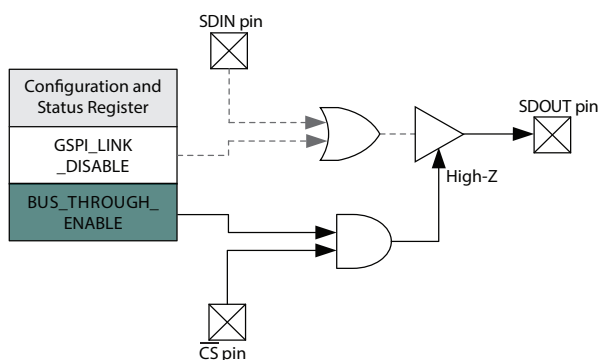 SDIN pin
Configuration and
Status Register
SDOUT pin
GSPI_LINK
_DISABLE
High-Z
BUS_THROUGH_
ENABLE
CS pin